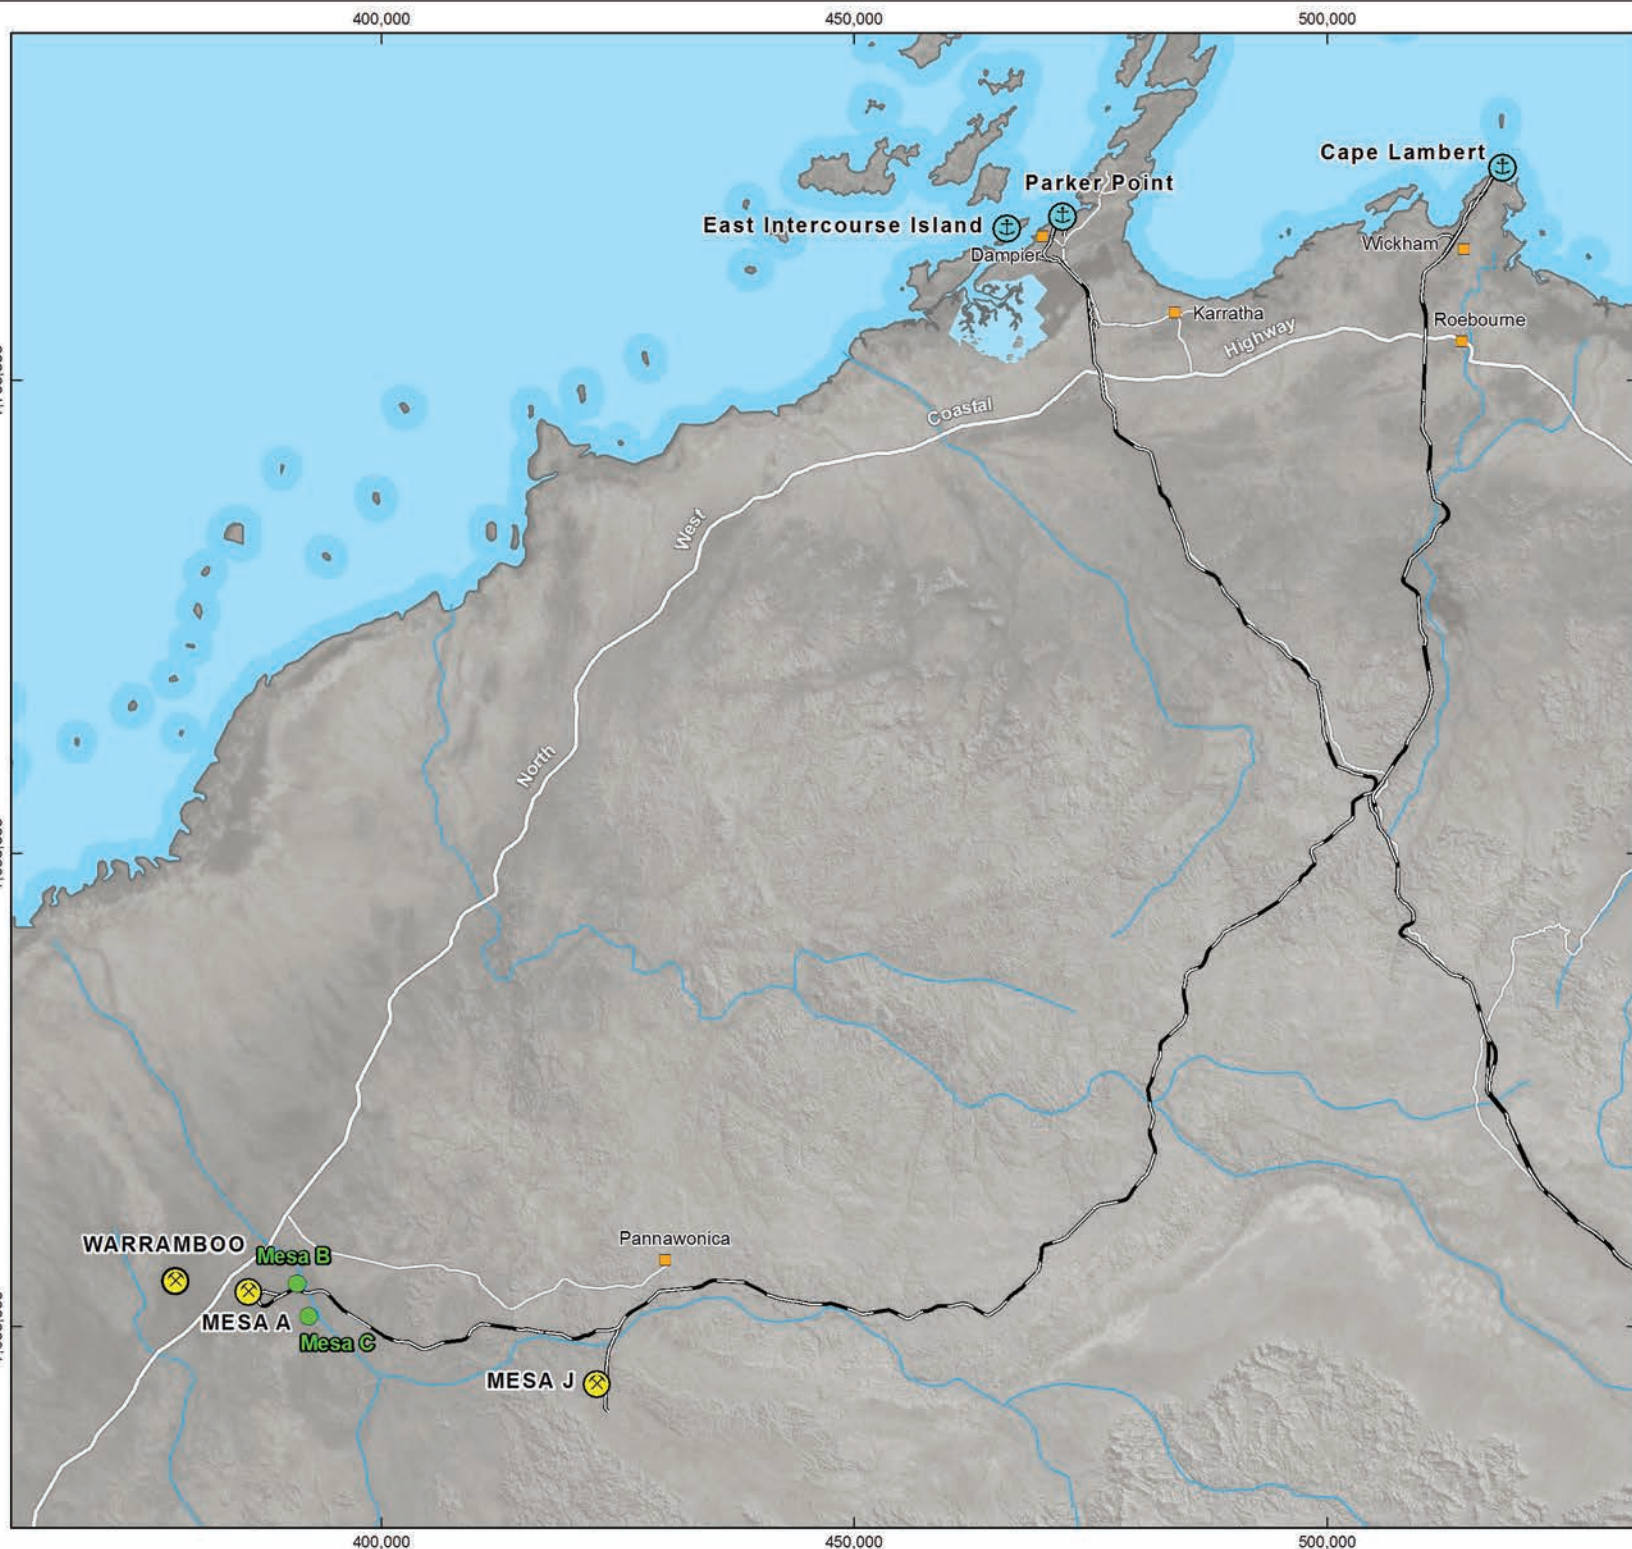 400,000
450,000
500,000
Cape Lambert
Parker Point
East Intercourse Island
Wickham
Dampier
Karratha
Roebourne
Highway
Coastal
West
North
Pannawonica
WARRAMBOO
Mesa B
MESA A
Mesa C
MESA J
400,000
450,000
500,000